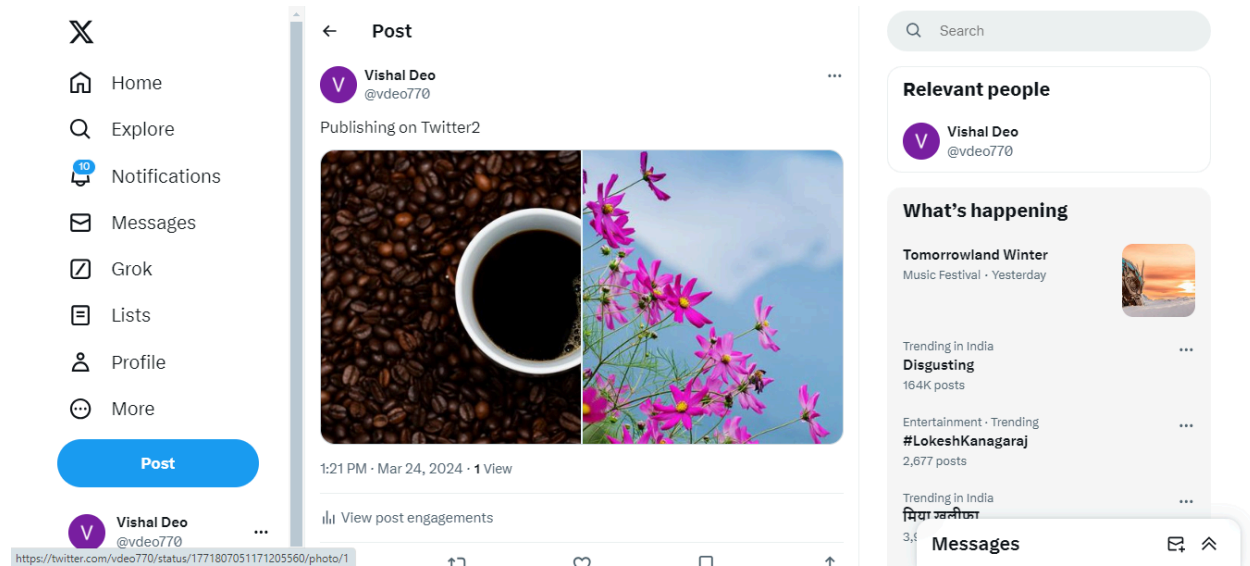 Home
Explore
10
Notifications
Messages
Grok
Lists
Profile
More
Post
Vishal Deo
@vdeo770
https://twitter.com/vdeo770/status/1771807051171205560/photo/1
Post
V
Vishal Deo
@vdeo770
Publishing on Twitter2
1:21 PM · Mar 24, 2024 · 1 View
View post engagements
Search
Relevant people
V
Vishal Deo
@vdeo770
What's happening
Tomorrowland Winter
Music Festival · Yesterday
Trending in India
Disgusting
164K posts
Entertainment · Trending
#LokeshKanagaraj
2,677 posts
Trending in India
मिया खलीफा
Messages